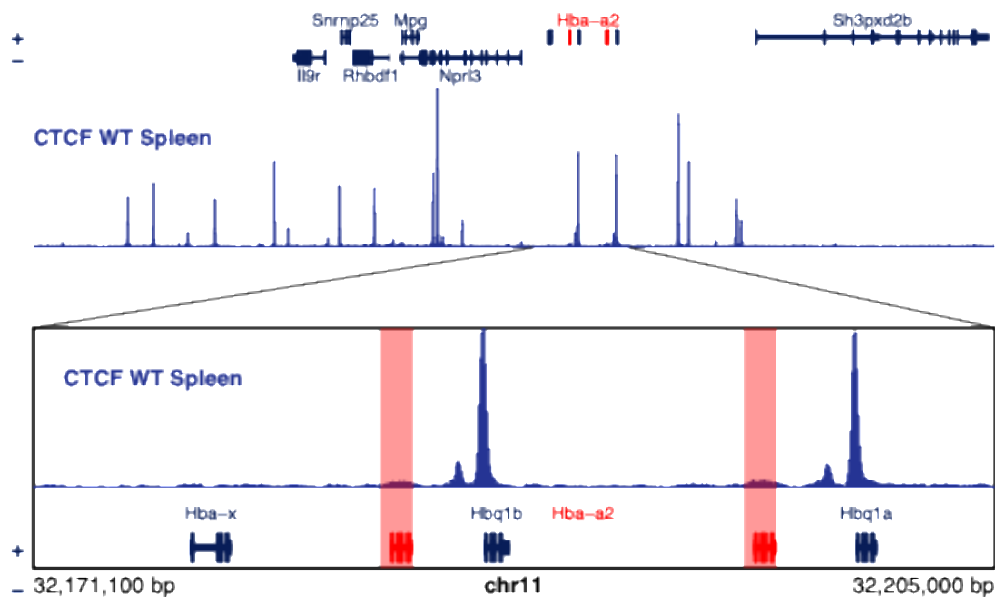 Snrnp25 Mpg Hba-a2 Sh3pxd2b
+
−
Il9r Rhbdf1 Nprl3
CTCF WT Spleen
CTCF WT Spleen
Hba-x Hbq1b Hba-a2 Hbq1a
+
− 32,171,100 bp chr11 32,205,000 bp